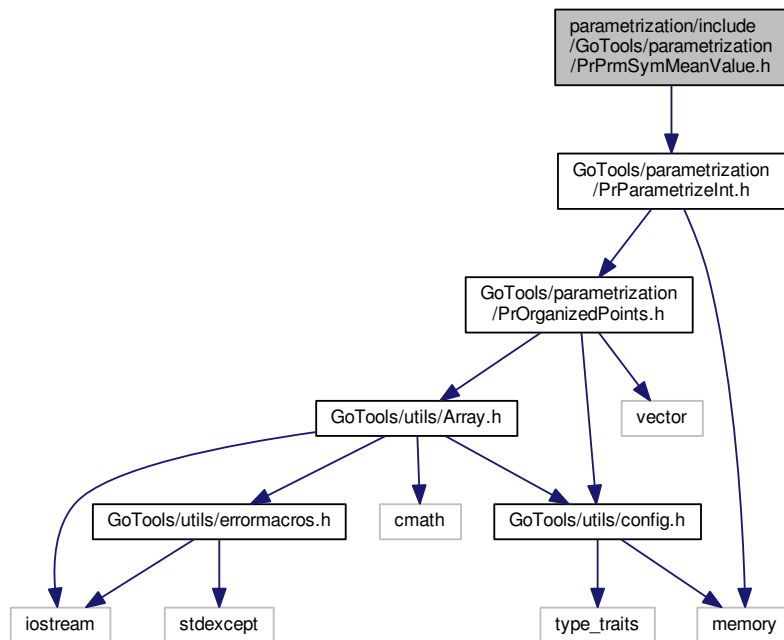 parametrization/include
/GoTools/parametrization
/PrPrmSymMeanValue.h
GoTools/parametrization
/PrParametrizeInt.h
GoTools/parametrization
/PrOrganizedPoints.h
GoTools/utils/Array.h
vector
GoTools/utils/errormacros.h
cmath
GoTools/utils/config.h
iostream
stdexcept
type_traits
memory